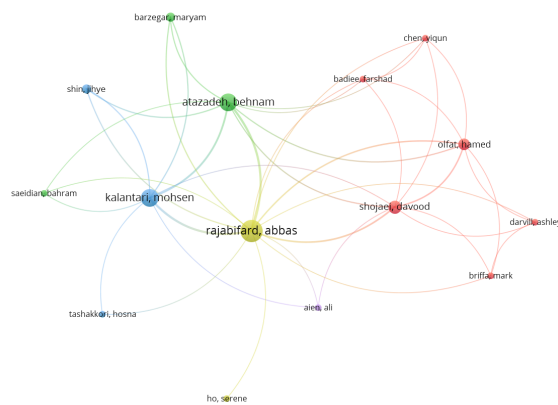 barzegar, maryam
chen, yiqun
badiee, farshad
shin, jihye
atazadeh, behnam
olfat, hamed
saeidian, bahram
kalantari, mohsen
shojaei, davood
darvill, ashley
rajabifard, abbas
briffa, mark
aien, ali
tashakkori, hosna
ho, serene